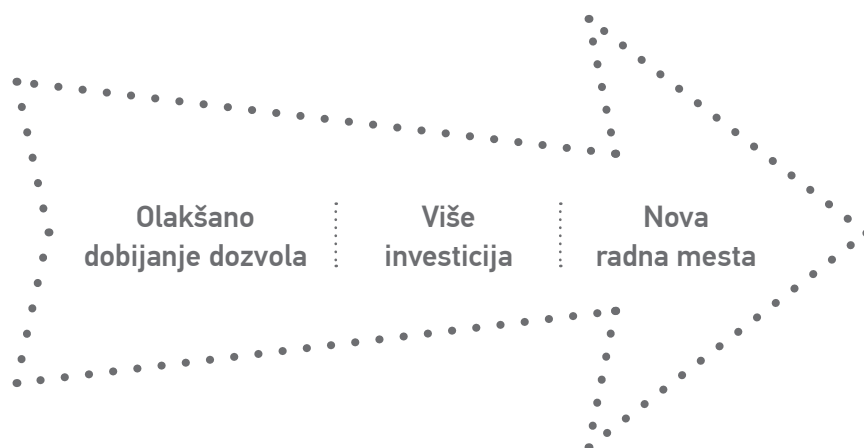 Olakšano
dobijanje dozvola
Više
investicija
Nova
radna mesta